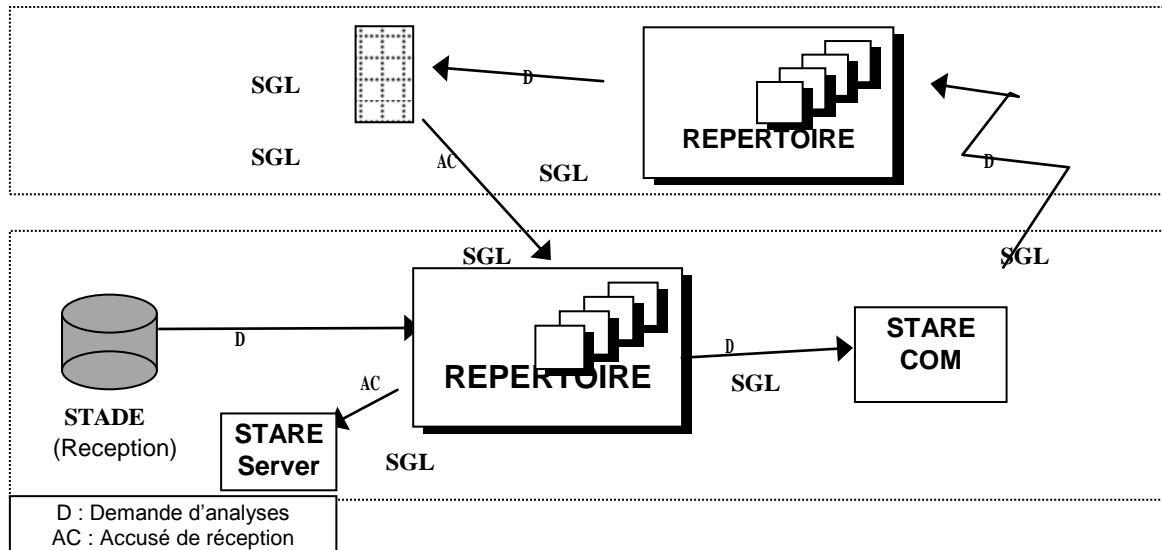 D
SGL
REPERTOIRE
AC
D
SGL
SGL
SGL
SGL
STARE
COM
D
D
REPERTOIRE
SGL
AC
STADE
(Reception)
STARE
Server
SGL
D : Demande d'analyses
AC : Accusé de réception